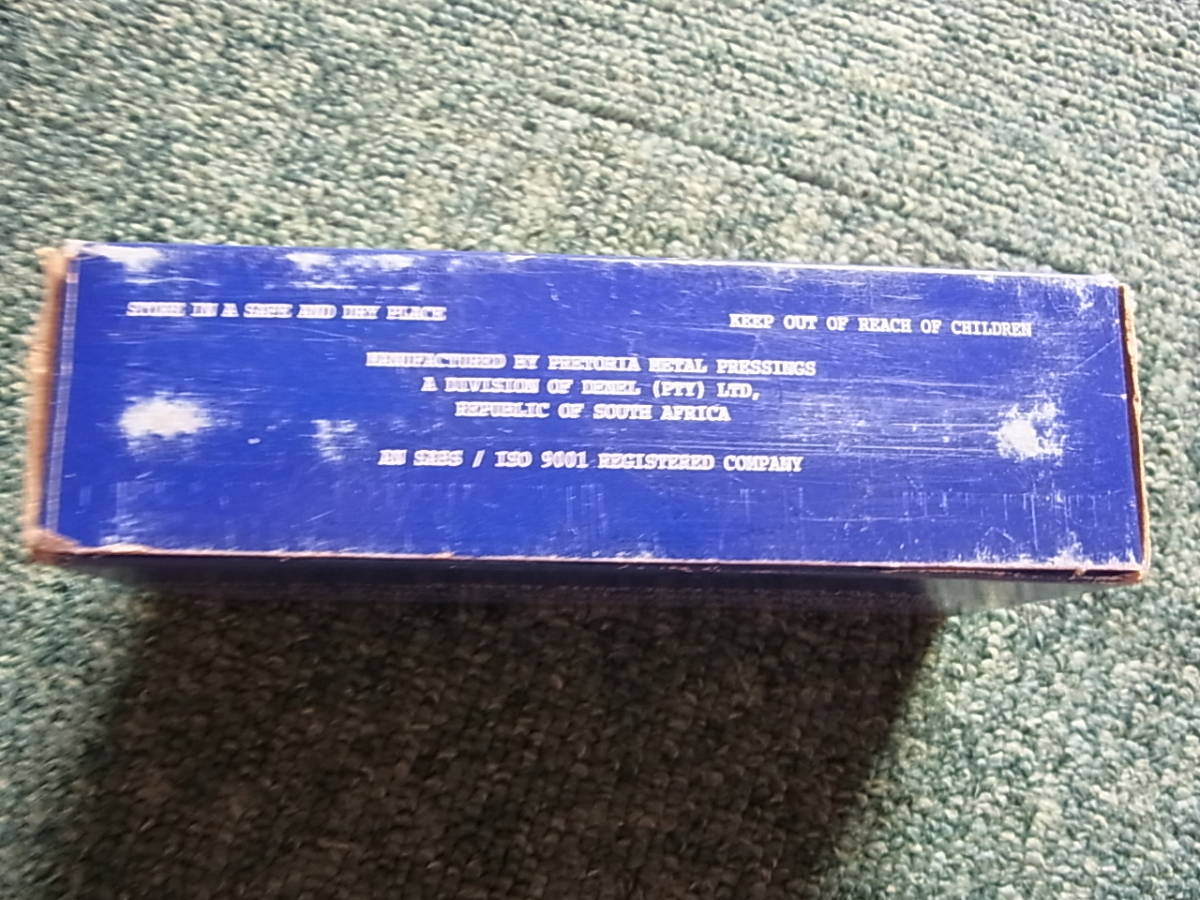 STORE IN A SAFE AND DRY PLACE
KEEP OUT OF REACH OF CHILDREN
MANUFACTURED BY PRETORIA METAL PRESSINGS
A DIVISION OF DENEL (PTY) LTD,
REPUBLIC OF SOUTH AFRICA
AN SABS / ISO 9001 REGISTERED COMPANY